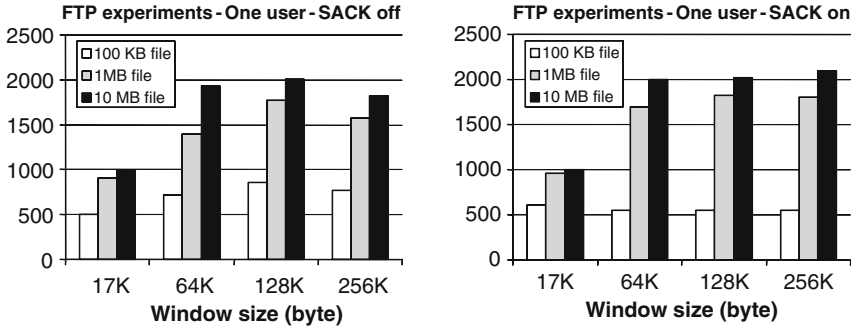 FTP experiments - One user - SACK off
2500
2000
1500
1000
500
0
100 KB file
1MB file
10 MB file
17K 64K 128K 256K
Window size (byte)
FTP experiments - One user - SACK on
2500
2000
1500
1000
500
0
100 KB file
1MB file
10 MB file
17K 64K 128K 256K
Window size (byte)